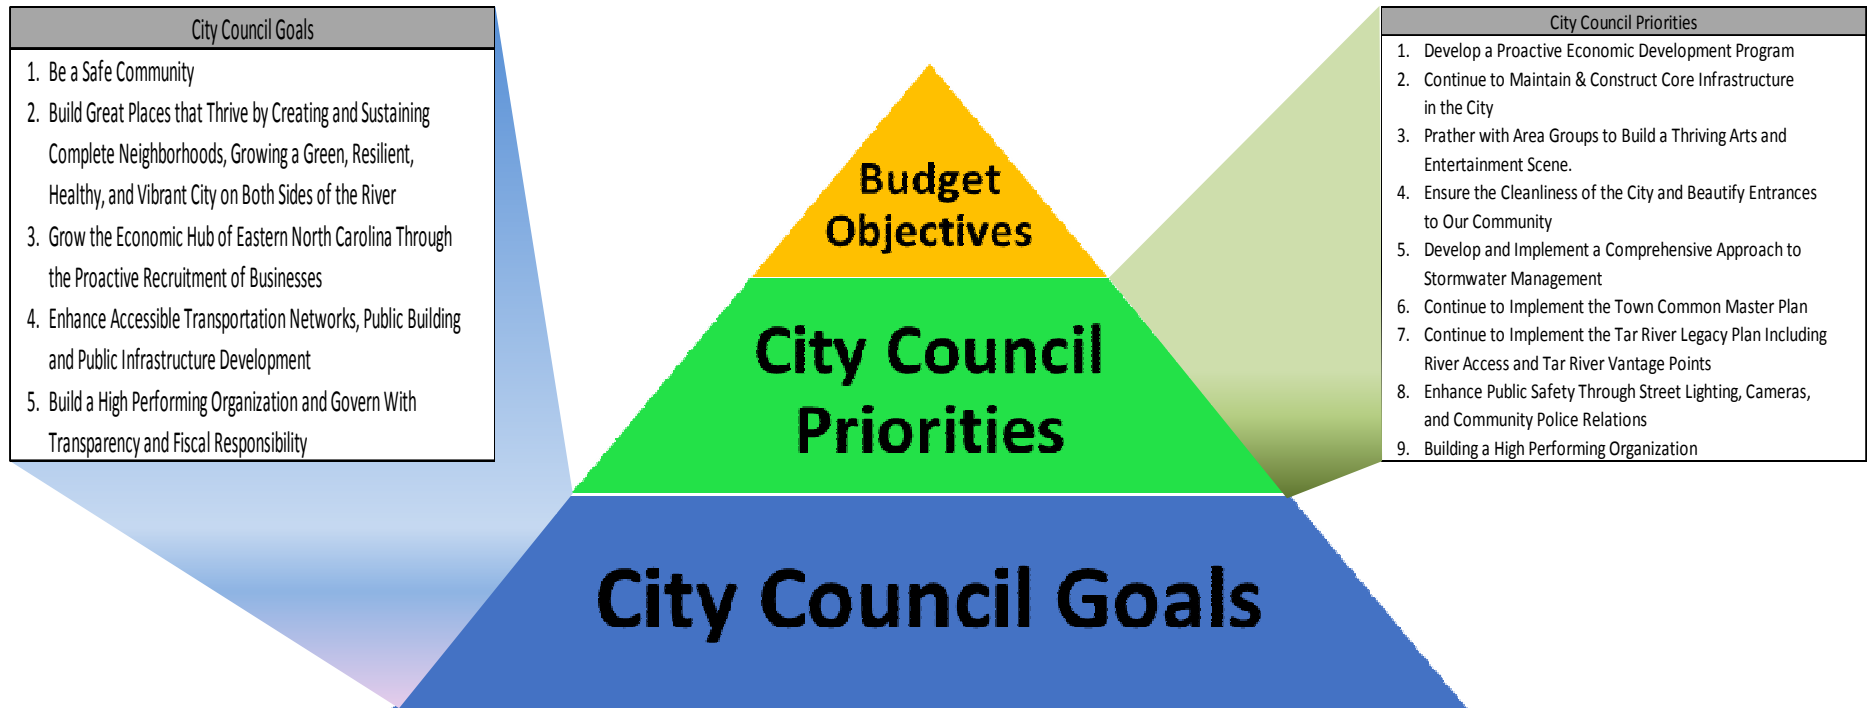 City Council Goals
1. Be a Safe Community
2. Build Great Places that Thrive by Creating and Sustaining
Complete Neighborhoods, Growing a Green, Resilient,
Healthy, and Vibrant City on Both Sides of the River
3. Grow the Economic Hub of Eastern North Carolina Through
the Proactive Recruitment of Businesses
4. Enhance Accessible Transportation Networks, Public Building
and Public Infrastructure Development
5. Build a High Performing Organization and Govern With
Transparency and Fiscal Responsibility
Budget
Objectives
City Council
Priorities
City Council Goals
City Council Priorities
1. Develop a Proactive Economic Development Program
2. Continue to Maintain & Construct Core Infrastructure
in the City
3. Prather with Area Groups to Build a Thriving Arts and
Entertainment Scene.
4. Ensure the Cleanliness of the City and Beautify Entrances
to Our Community
5. Develop and Implement a Comprehensive Approach to
Stormwater Management
6. Continue to Implement the Town Common Master Plan
7. Continue to Implement the Tar River Legacy Plan Including
River Access and Tar River Vantage Points
8. Enhance Public Safety Through Street Lighting, Cameras,
and Community Police Relations
9. Building a High Performing Organization